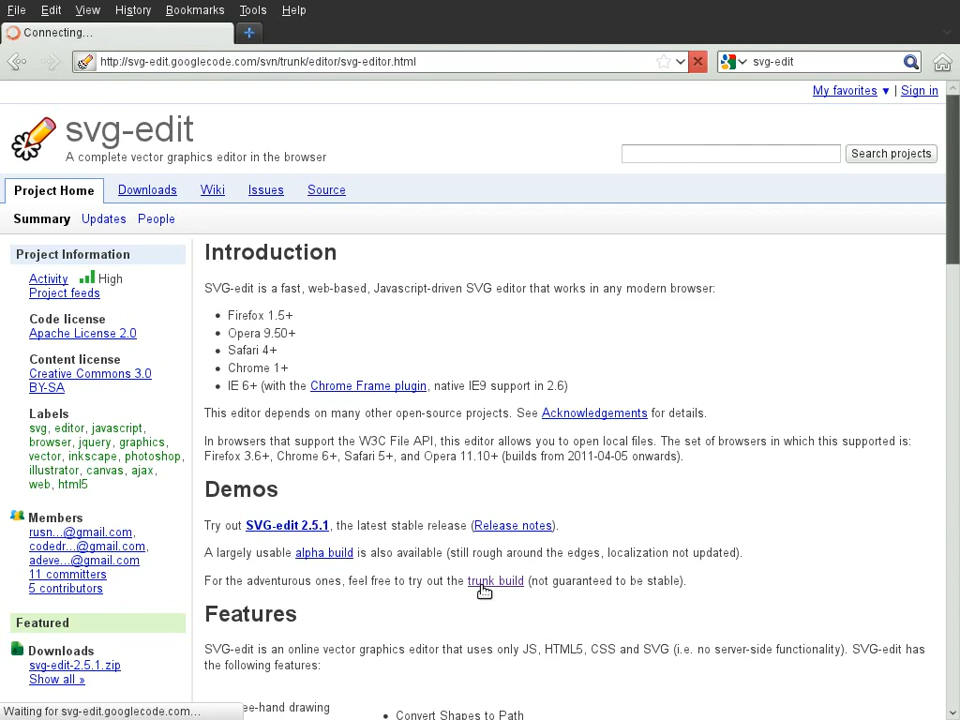 File Edit View History Bookmarks Tools Help
Connecting...
http://svg-edit.googlecode.com/svn/trunk/editor/svg-editor.html
svg-edit
My favorites ▼ | Sign in
svg-edit
A complete vector graphics editor in the browser
Search projects
Project Home Downloads Wiki Issues Source
Summary Updates People
Project Information
Activity High
Project feeds
Code license
Apache License 2.0
Content license
Creative Commons 3.0
BY-SA
Labels
svg, editor, javascript,
browser, jquery, graphics,
vector, inkscape, photoshop,
illustrator, canvas, ajax,
web, html5
Members
rusn...@gmail.com,
codedr...@gmail.com,
adeve...@gmail.com
11 committers
5 contributors
Featured
Downloads
svg-edit-2.5.1.zip
Show all »
Introduction
SVG-edit is a fast, web-based, Javascript-driven SVG editor that works in any modern browser:
• Firefox 1.5+
• Opera 9.50+
• Safari 4+
• Chrome 1+
• IE 6+ (with the Chrome Frame plugin, native IE9 support in 2.6)
This editor depends on many other open-source projects. See Acknowledgements for details.
In browsers that support the W3C File API, this editor allows you to open local files. The set of browsers in which this supported is:
Firefox 3.6+, Chrome 6+, Safari 5+, and Opera 11.10+ (builds from 2011-04-05 onwards).
Demos
Try out SVG-edit 2.5.1, the latest stable release (Release notes).
A largely usable alpha build is also available (still rough around the edges, localization not updated).
For the adventurous ones, feel free to try out the trunk build (not guaranteed to be stable).
Features
SVG-edit is an online vector graphics editor that uses only JS, HTML5, CSS and SVG (i.e. no server-side functionality). SVG-edit has
the following features:
ee-hand drawing
• Convert Shapes to Path
Waiting for svg-edit.googlecode.com...